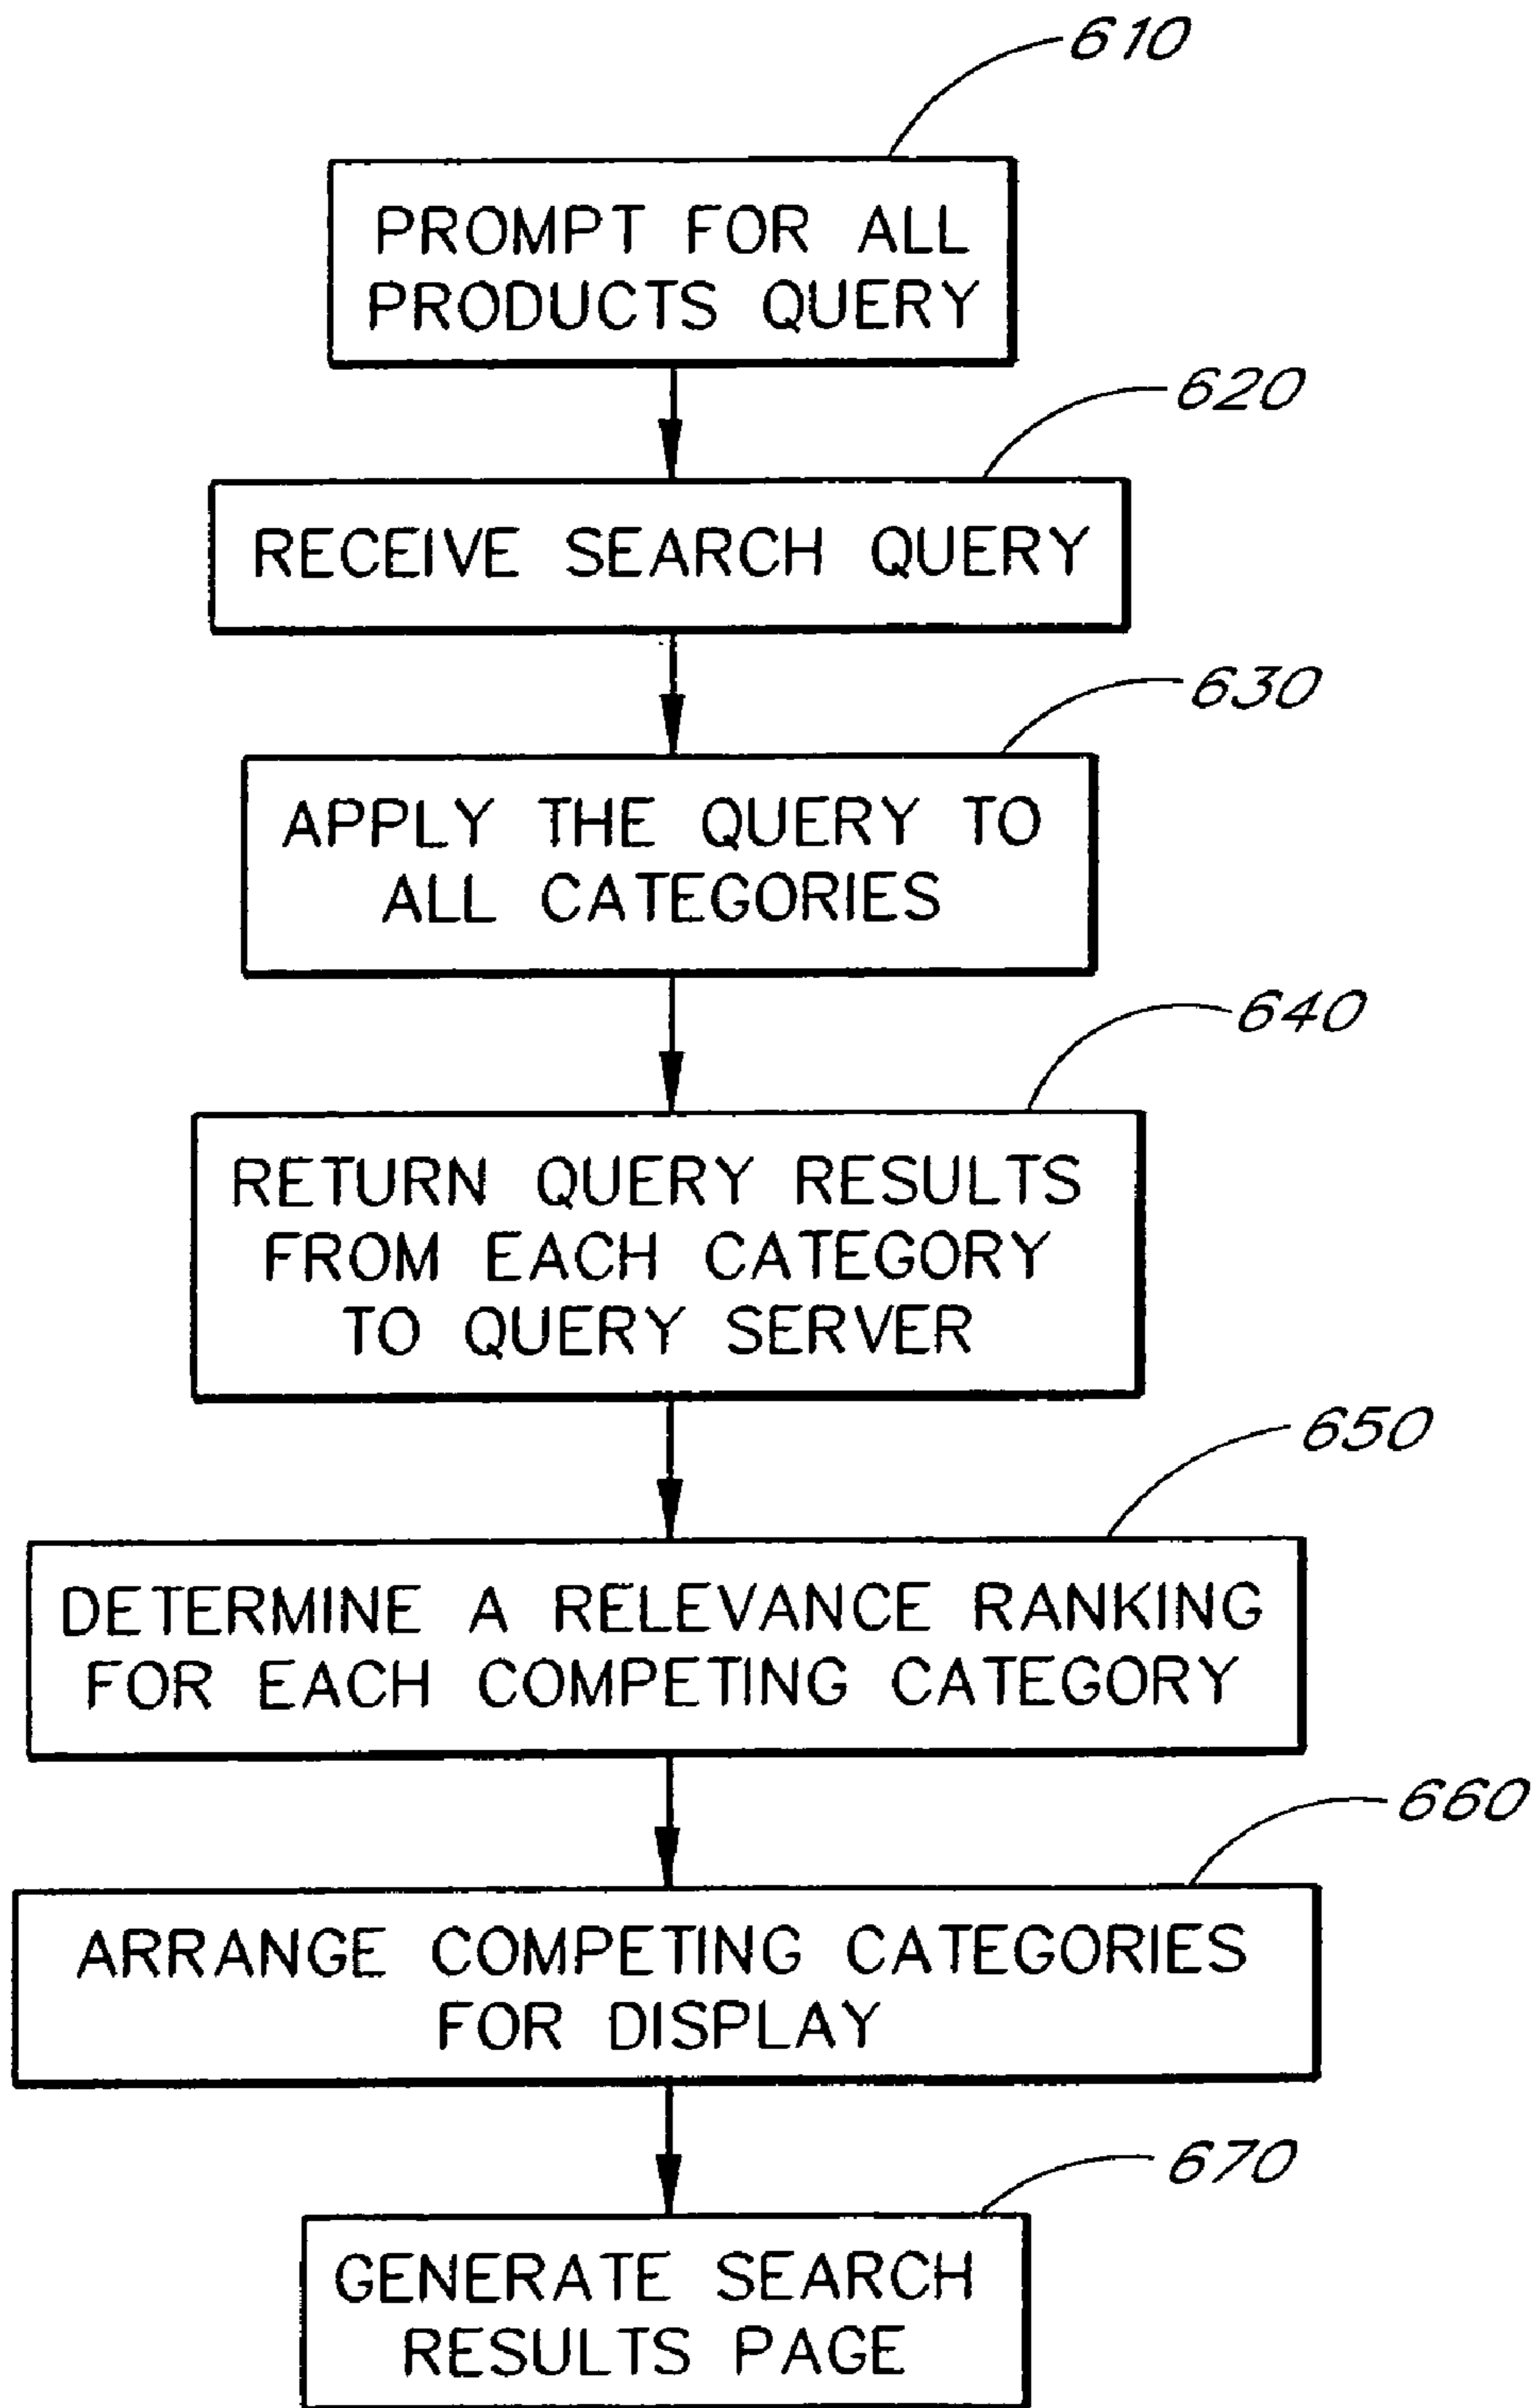 610
PROMPT FOR ALL
PRODUCTS QUERY
620
RECEIVE SEARCH QUERY
630
APPLY THE QUERY TO
ALL CATEGORIES
640
RETURN QUERY RESULTS
FROM EACH CATEGORY
TO QUERY SERVER
650
DETERMINE A RELEVANCE RANKING
FOR EACH COMPETING CATEGORY
660
ARRANGE COMPETING CATEGORIES
FOR DISPLAY
670
GENERATE SEARCH
RESULTS PAGE